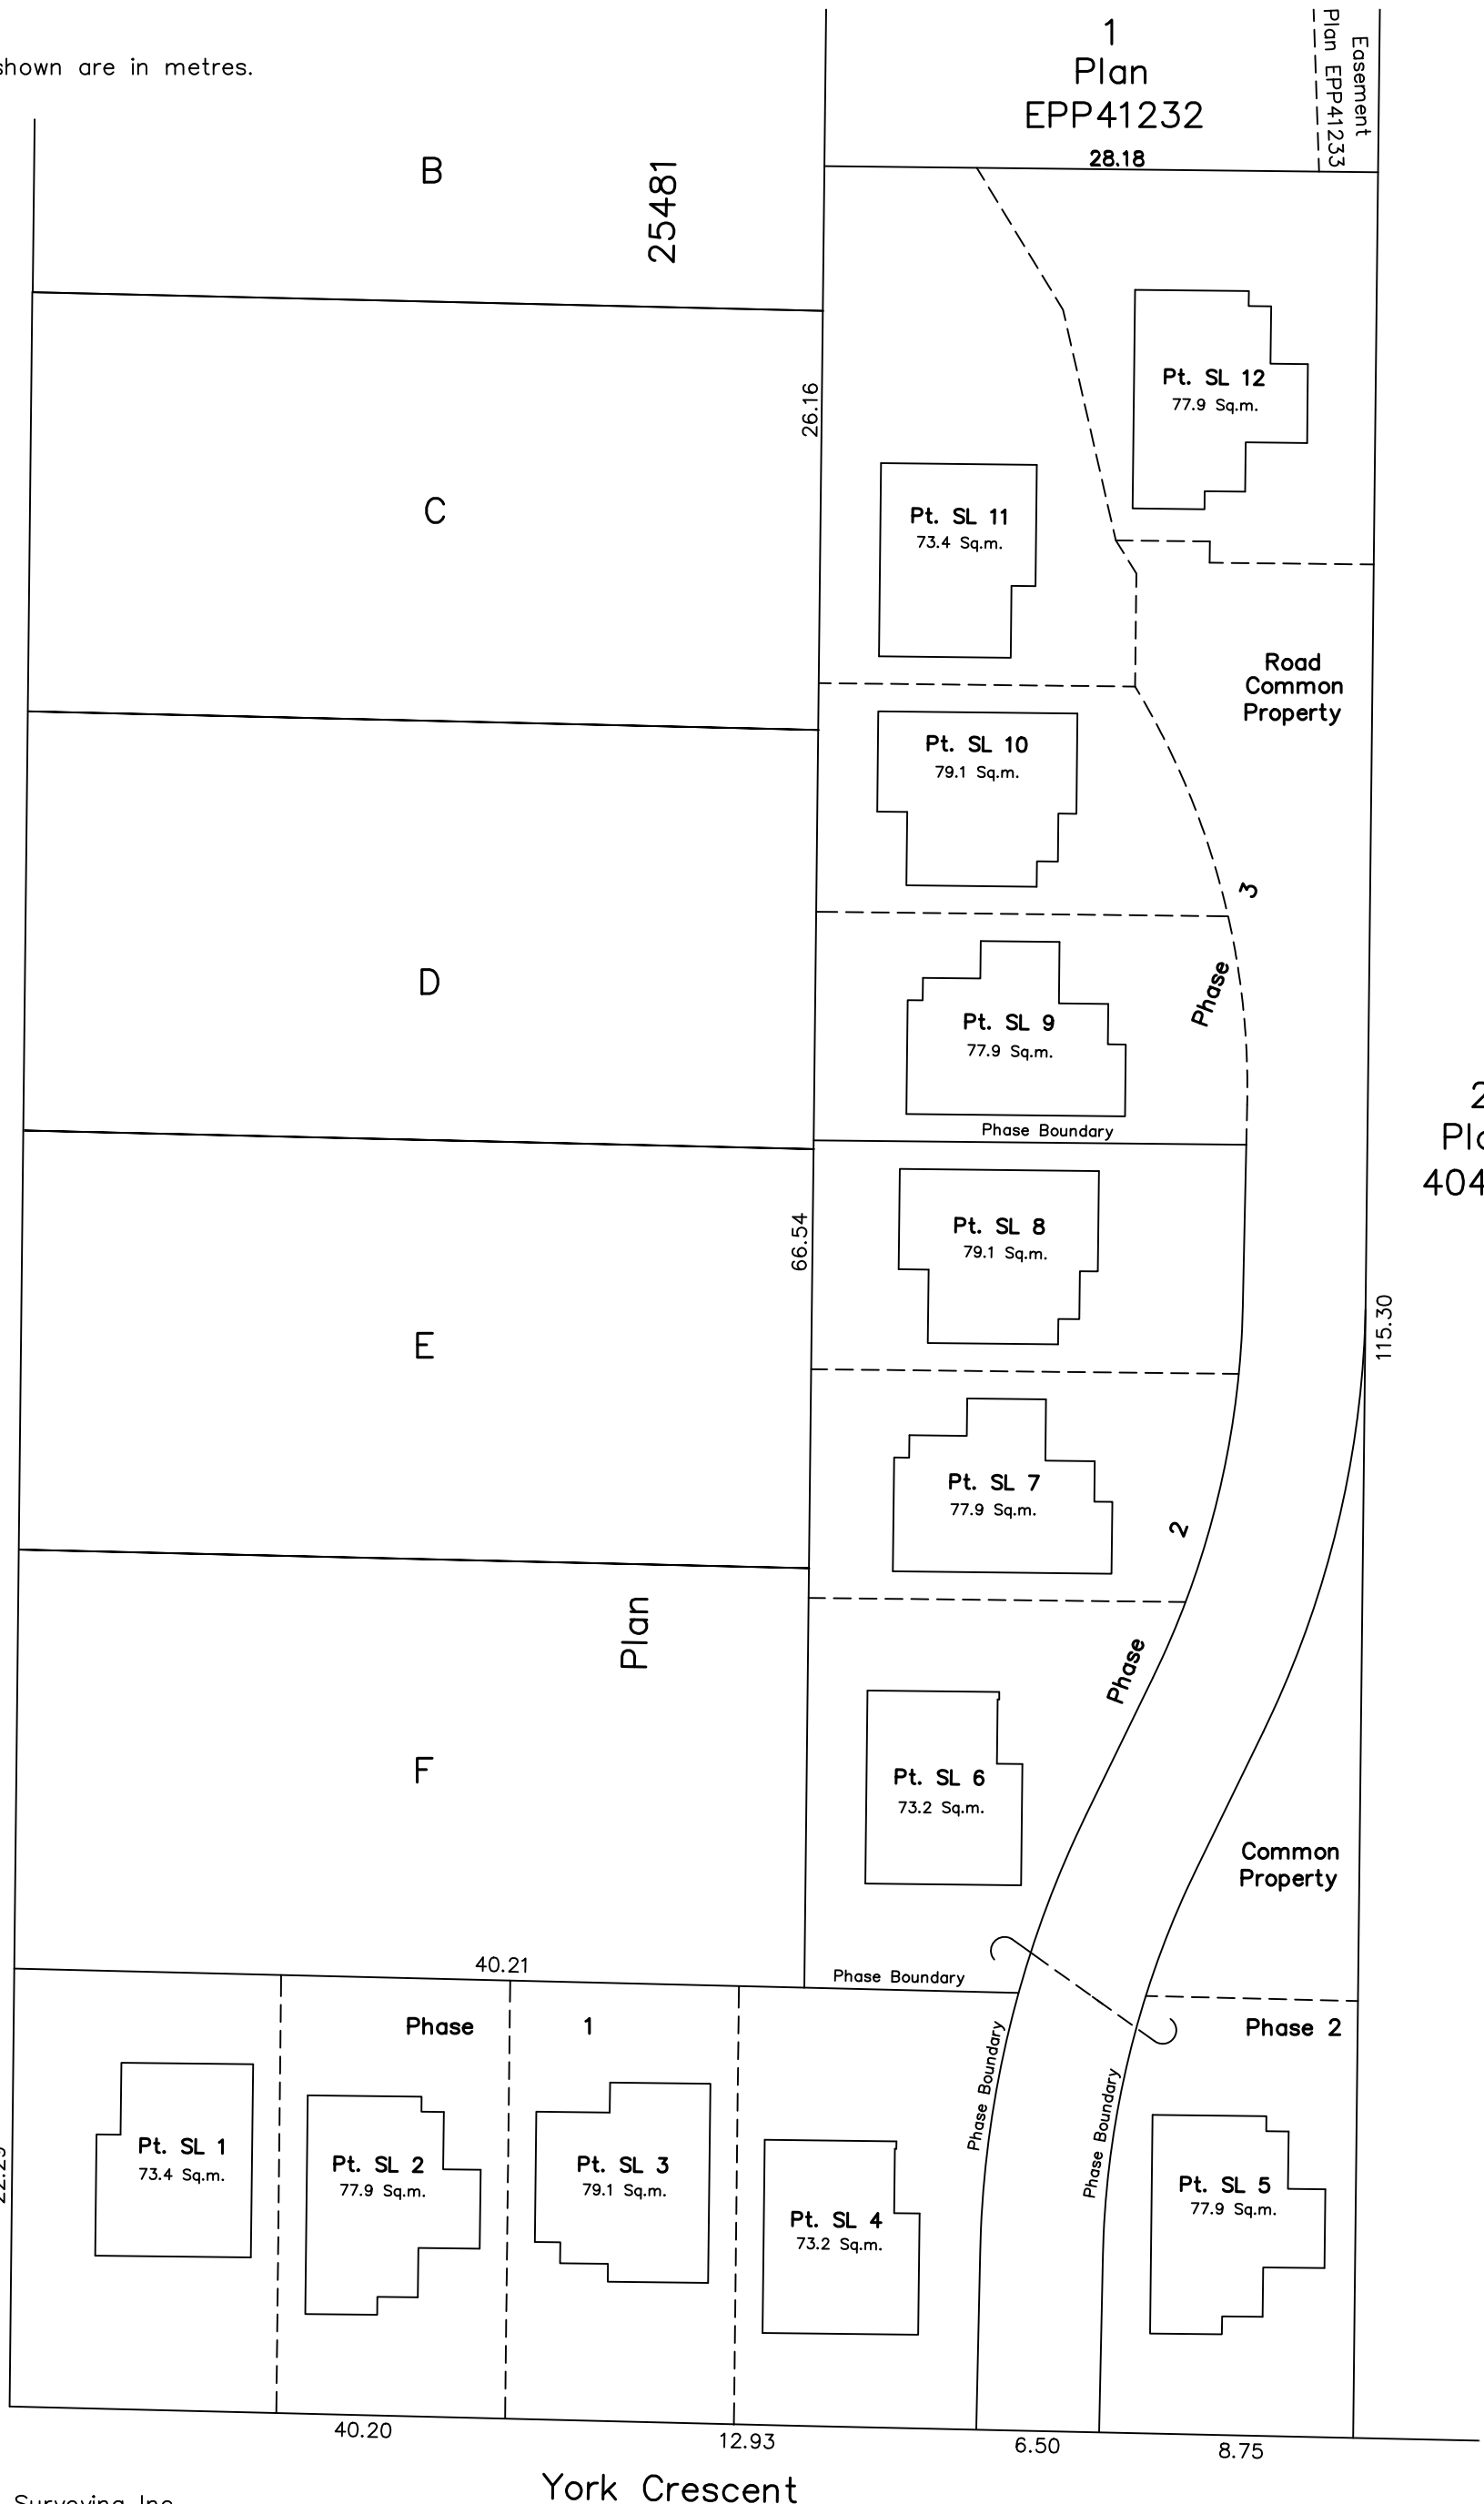 shown are in metres.
1
Plan
EPP41232
Easement
Plan EPP41233
28.18
B
25481
Pt. SL 12
77.9 Sq.m.
26.16
C
Pt. SL 11
73.4 Sq.m.
Road
Common
Property
Pt. SL 10
79.1 Sq.m.
3
Phase
D
Pt. SL 9
77.9 Sq.m.
Phase Boundary
2
404
Pt. SL 8
79.1 Sq.m.
66.54
115.30
E
Pt. SL 7
77.9 Sq.m.
2
Phase
Plan
F
Pt. SL 6
73.2 Sq.m.
Common
Property
40.21
Phase Boundary
Phase 1
Phase 2
Phase Boundary
Phase Boundary
Pt. SL 1
73.4 Sq.m.
Pt. SL 2
77.9 Sq.m.
Pt. SL 3
79.1 Sq.m.
Pt. SL 4
73.2 Sq.m.
Pt. SL 5
77.9 Sq.m.
40.20
12.93
6.50
8.75
York Crescent
Surveying Inc